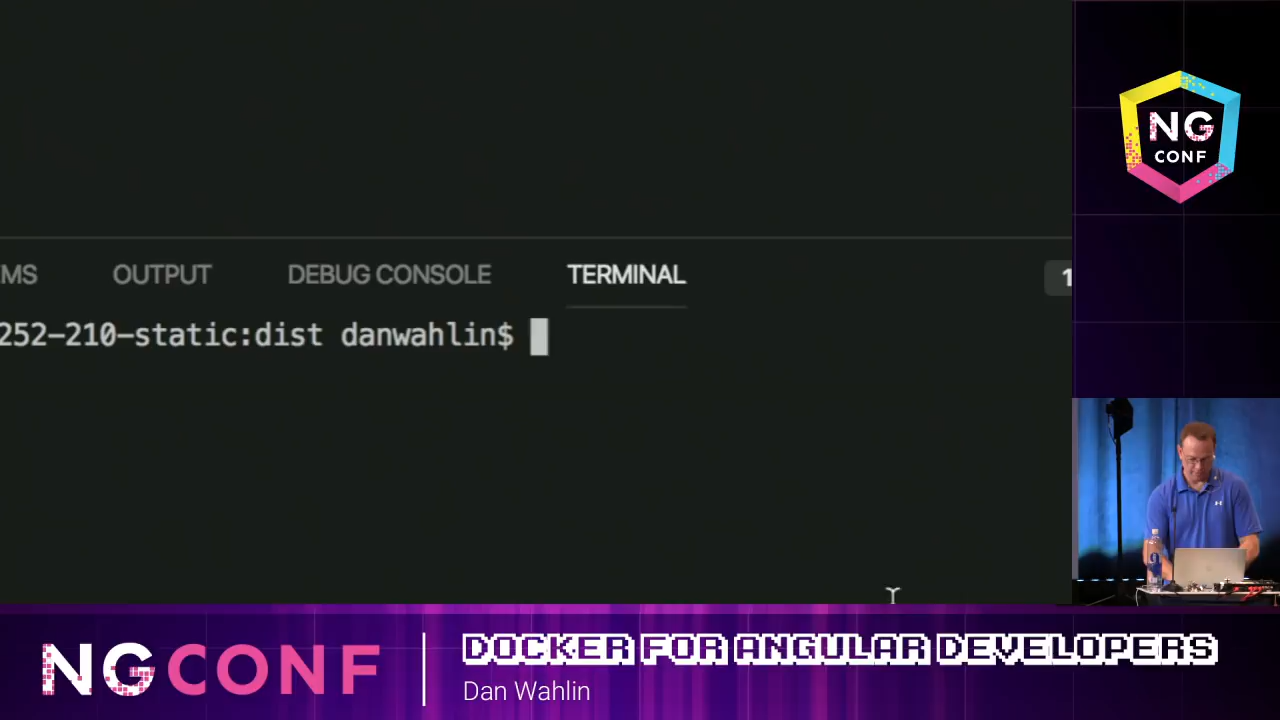 NG
CONF
MS OUTPUT DEBUG CONSOLE TERMINAL 1
252-210-static:dist danwahlin$
NGCONF
DOCKER FOR ANGULAR DEVELOPERS
Dan Wahlin